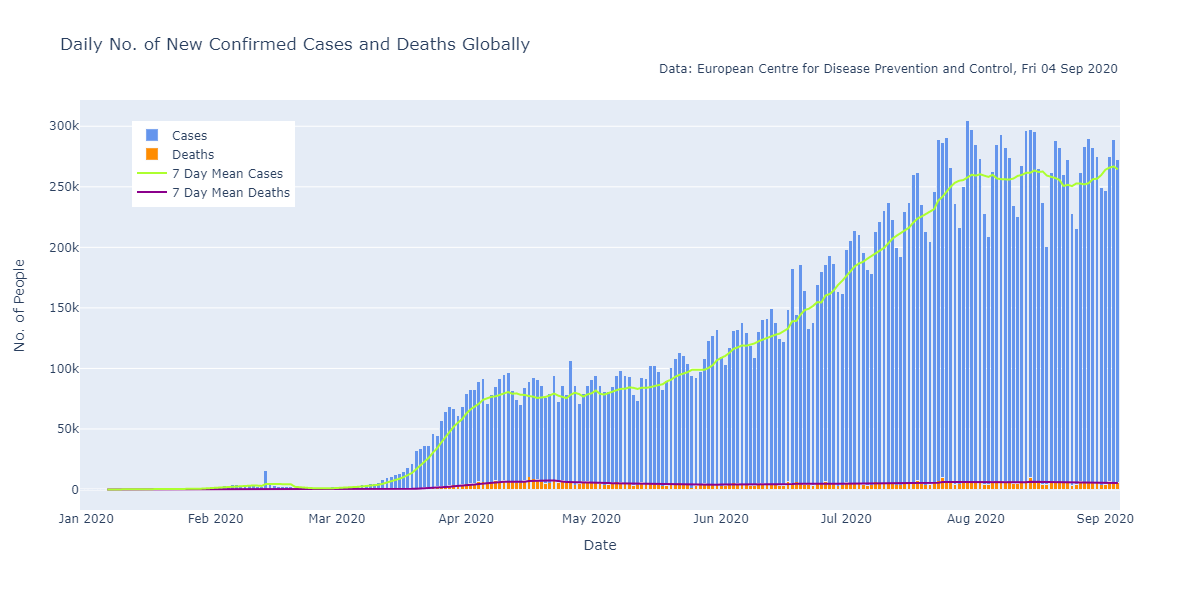 Daily No. of New Confirmed Cases and Deaths Globally
Data: European Centre for Disease Prevention and Control, Fri 04 Sep 2020
Cases
Deaths
7 Day Mean Cases
7 Day Mean Deaths
300k
250k
200k
150k
100k
50k
0
No. of People
Jan 2020 Feb 2020 Mar 2020 Apr 2020 May 2020 Jun 2020 Jul 2020 Aug 2020 Sep 2020
Date